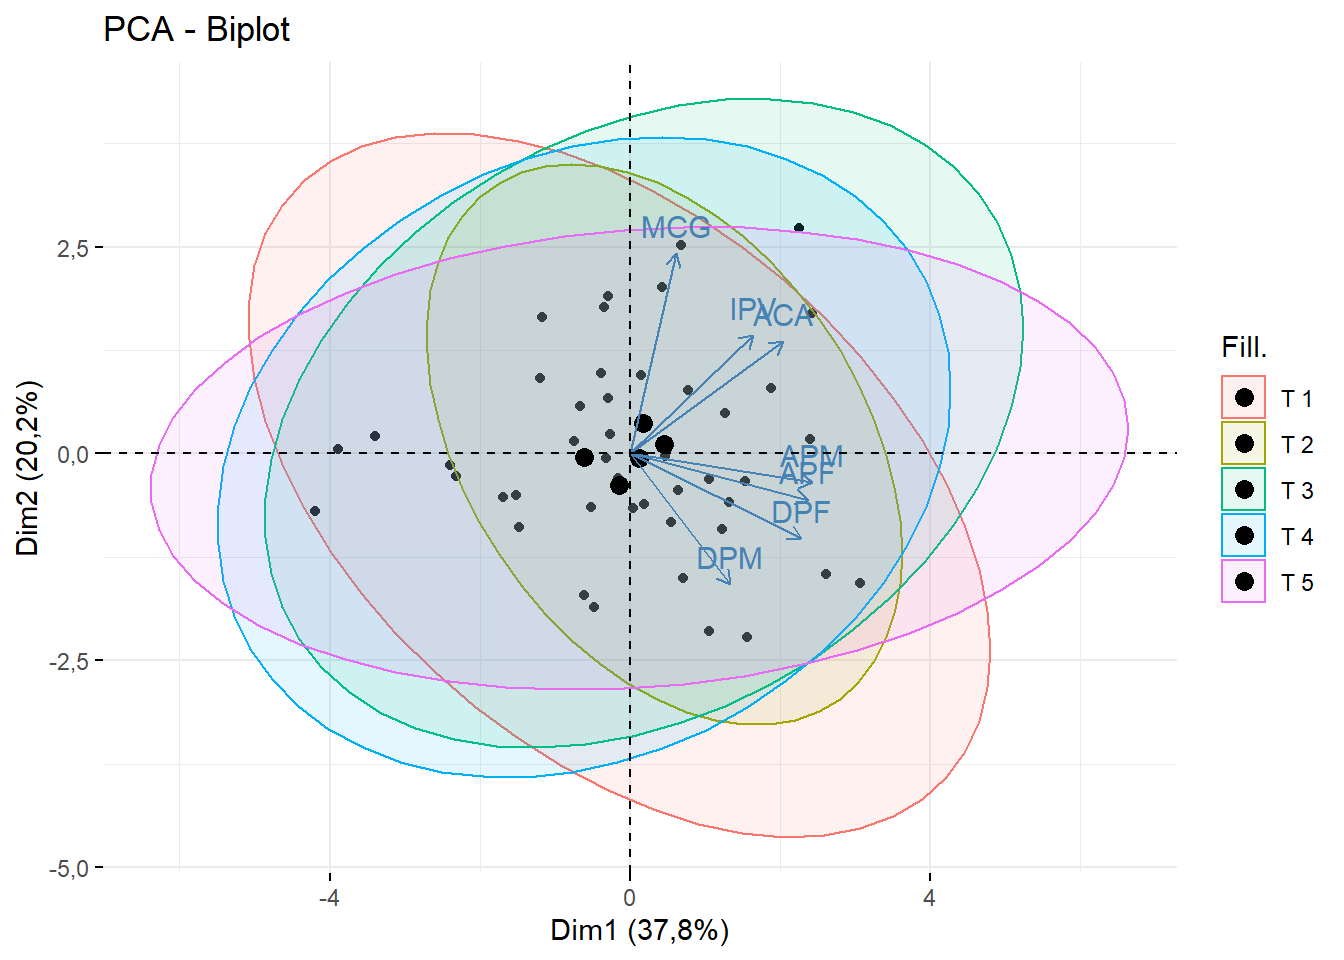 PCA - Biplot
MCG
IPV
ACA
APM
APF
DPF
DPM
2,5
0,0
-2,5
-5,0
-4
0
4
Dim1 (37,8%)
Dim2 (20,2%)
Fill.
T 1
T 2
T 3
T 4
T 5